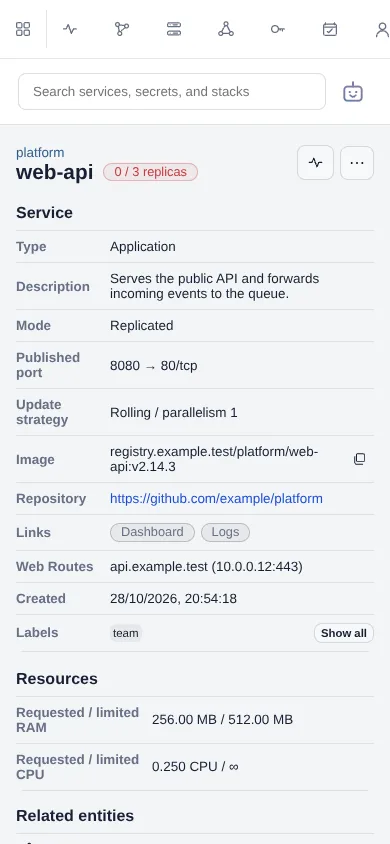 Search services, secrets, and stacks
platform
web-api
0 / 3 replicas
Service
Type
Application
Description
Serves the public API and forwards
incoming events to the queue.
Mode
Replicated
Published
port
8080 → 80/tcp
Update
strategy
Rolling / parallelism 1
Image
registry.example.test/platform/web-
api:v2.14.3
Repository
https://github.com/example/platform
Links
Dashboard
Logs
Web Routes
api.example.test (10.0.0.12:443)
Created
28/10/2026, 20:54:18
Labels
team
Show all
Resources
Requested / limited
RAM
256.00 MB / 512.00 MB
Requested / limited
CPU
0.250 CPU / ∞
Related entities